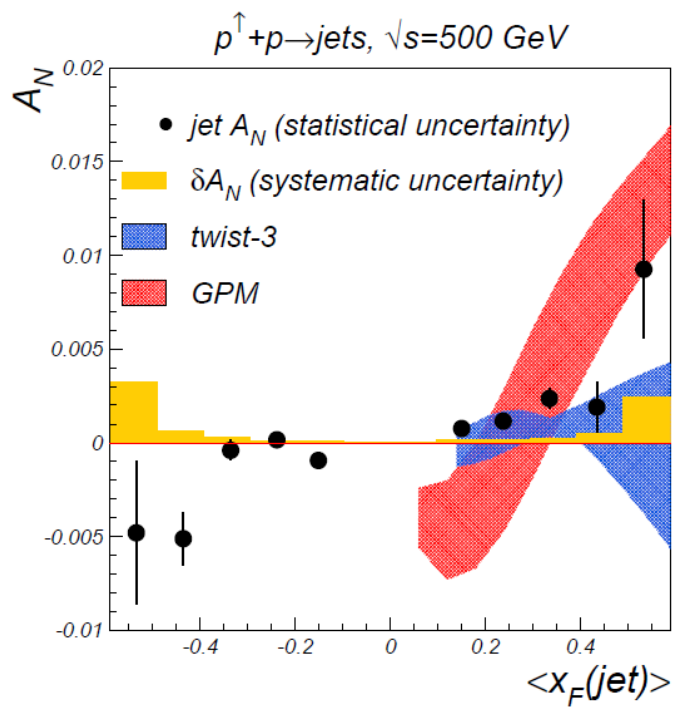 p↑+p→jets, √s=500 GeV
A_N
0.02
jet A_N (statistical uncertainty)
0.015
δA_N (systematic uncertainty)
twist-3
0.01
GPM
0.005
0
-0.005
-0.01
-0.4 -0.2 0 0.2 0.4
<x_F(jet)>